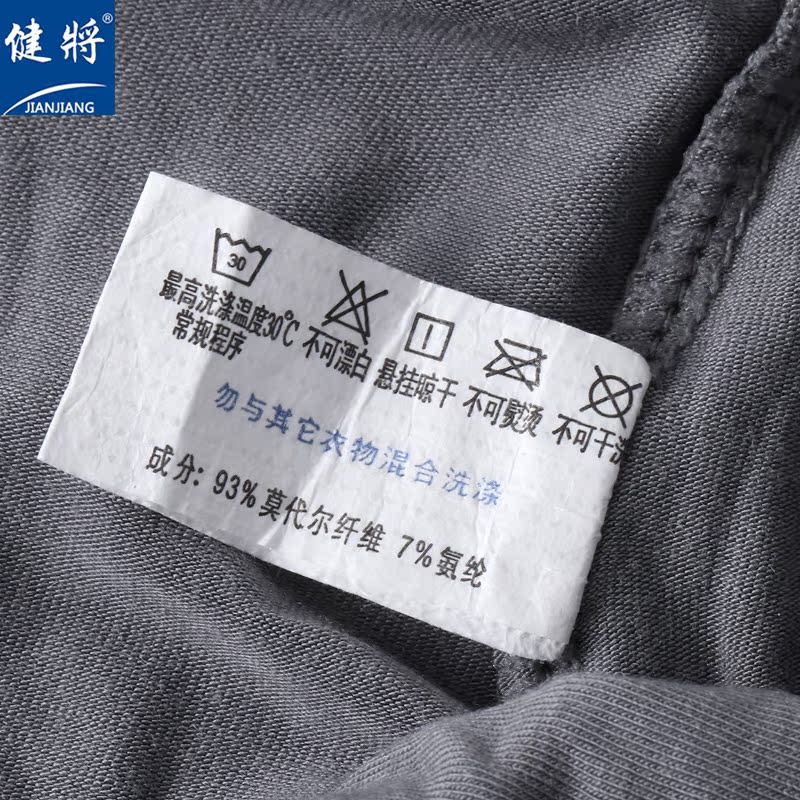 健将®
JIANJIANG
30
最高洗涤温度30℃
常规程序
不可漂白
悬挂晾干
不可熨烫
不可干洗
勿与其它衣物混合洗涤
成分: 93%莫代尔纤维 7%氨纶